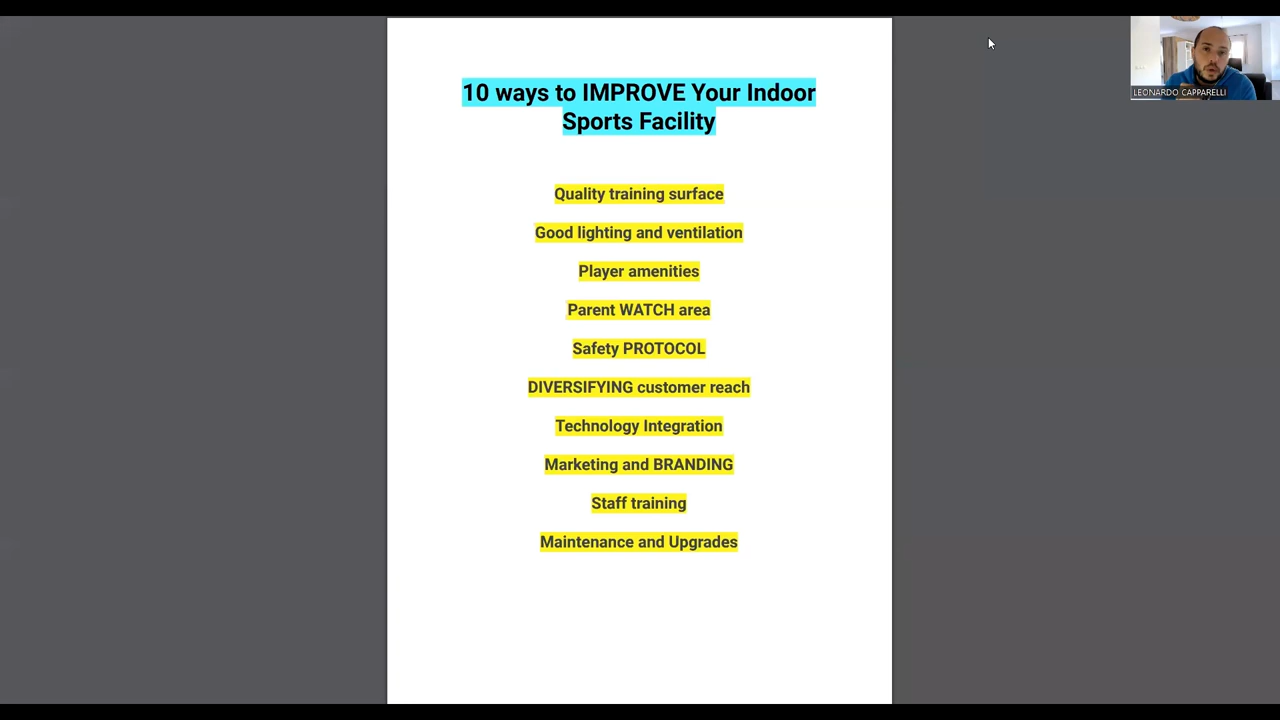 10 ways to IMPROVE Your Indoor
Sports Facility
Quality training surface
Good lighting and ventilation
Player amenities
Parent WATCH area
Safety PROTOCOL
DIVERSIFYING customer reach
Technology Integration
Marketing and BRANDING
Staff training
Maintenance and Upgrades
LEONARDO CAPPARELLI